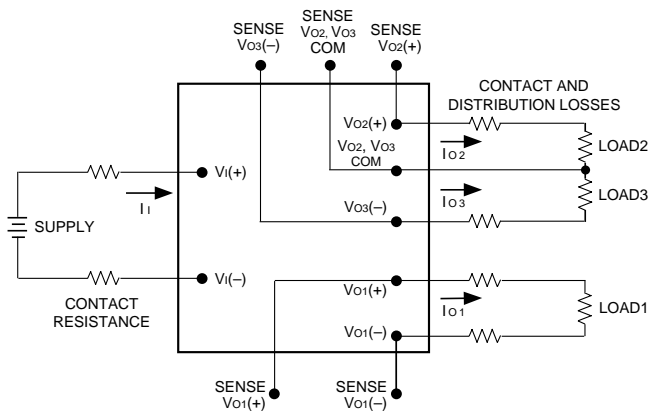 SENSE
VO3(–)
SENSE
VO2, VO3
COM
SENSE
VO2(+)
CONTACT AND
DISTRIBUTION LOSSES
VO2(+)
IO2
LOAD2
VO2, VO3
COM
VI(+)
II
IO3
LOAD3
VO3(–)
SUPPLY
VI(–)
VO1(+)
CONTACT
RESISTANCE
IO1
LOAD1
VO1(–)
SENSE
VO1(+)
SENSE
VO1(–)